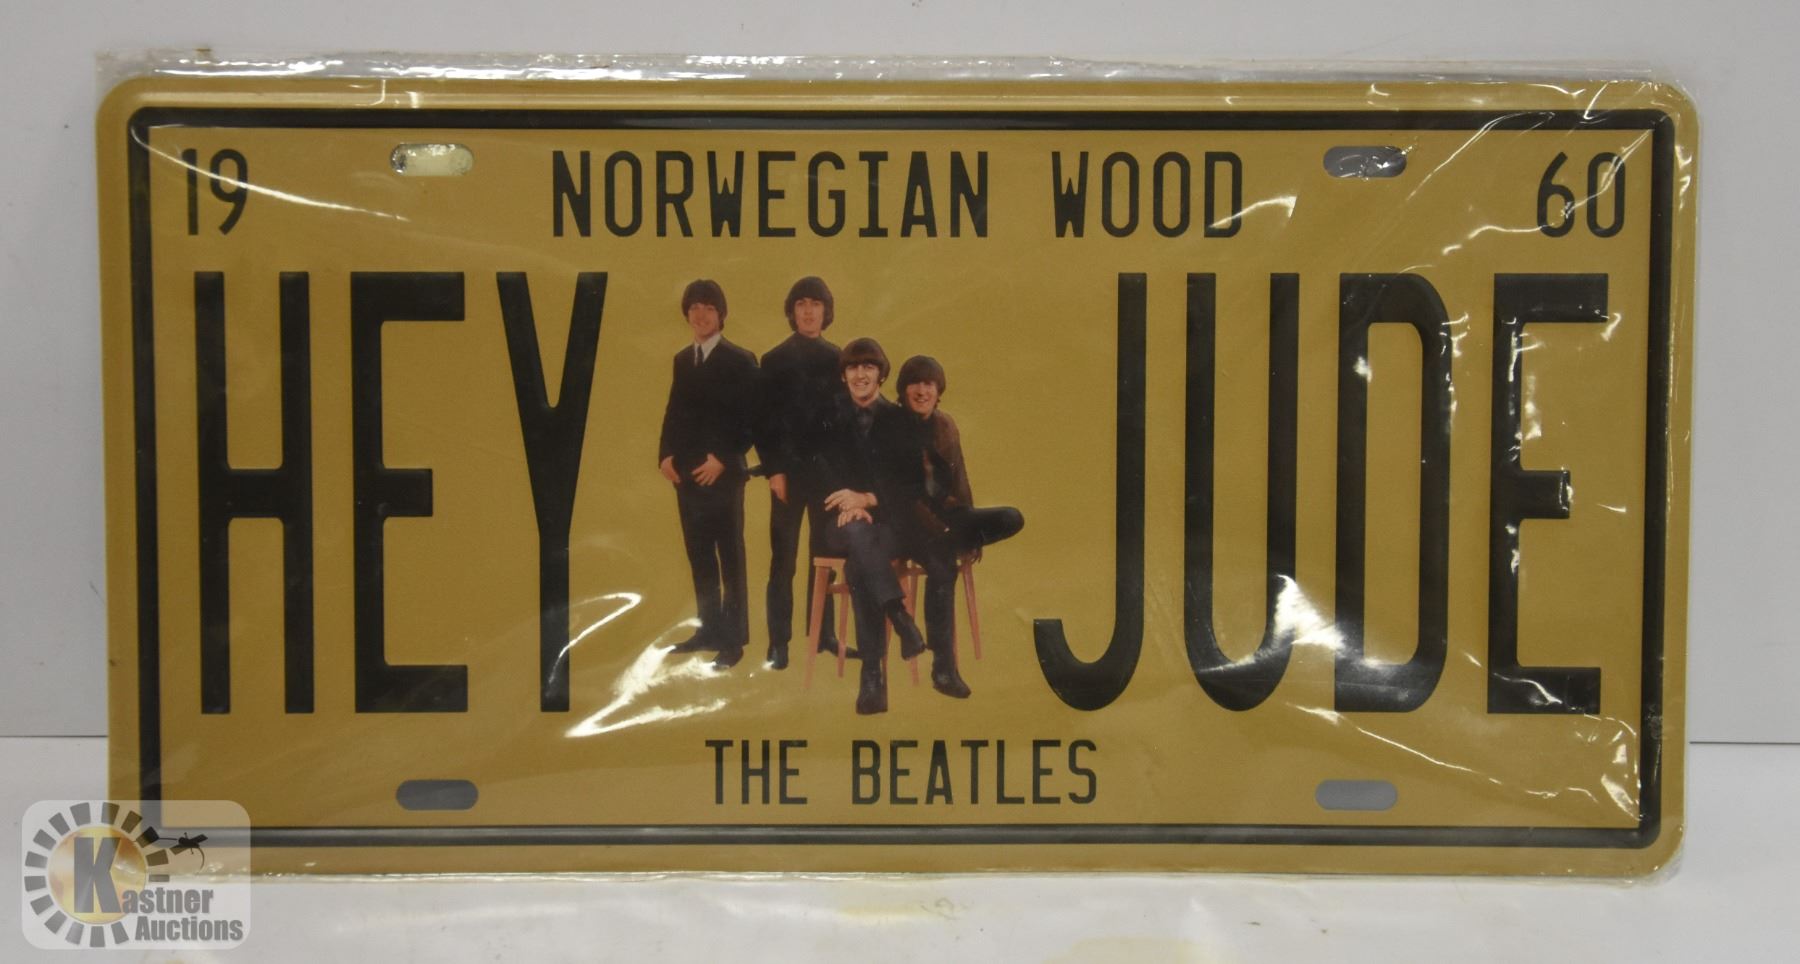 19 NORWEGIAN WOOD 60
HEY JUDE
THE BEATLES
Kastner
Auctions